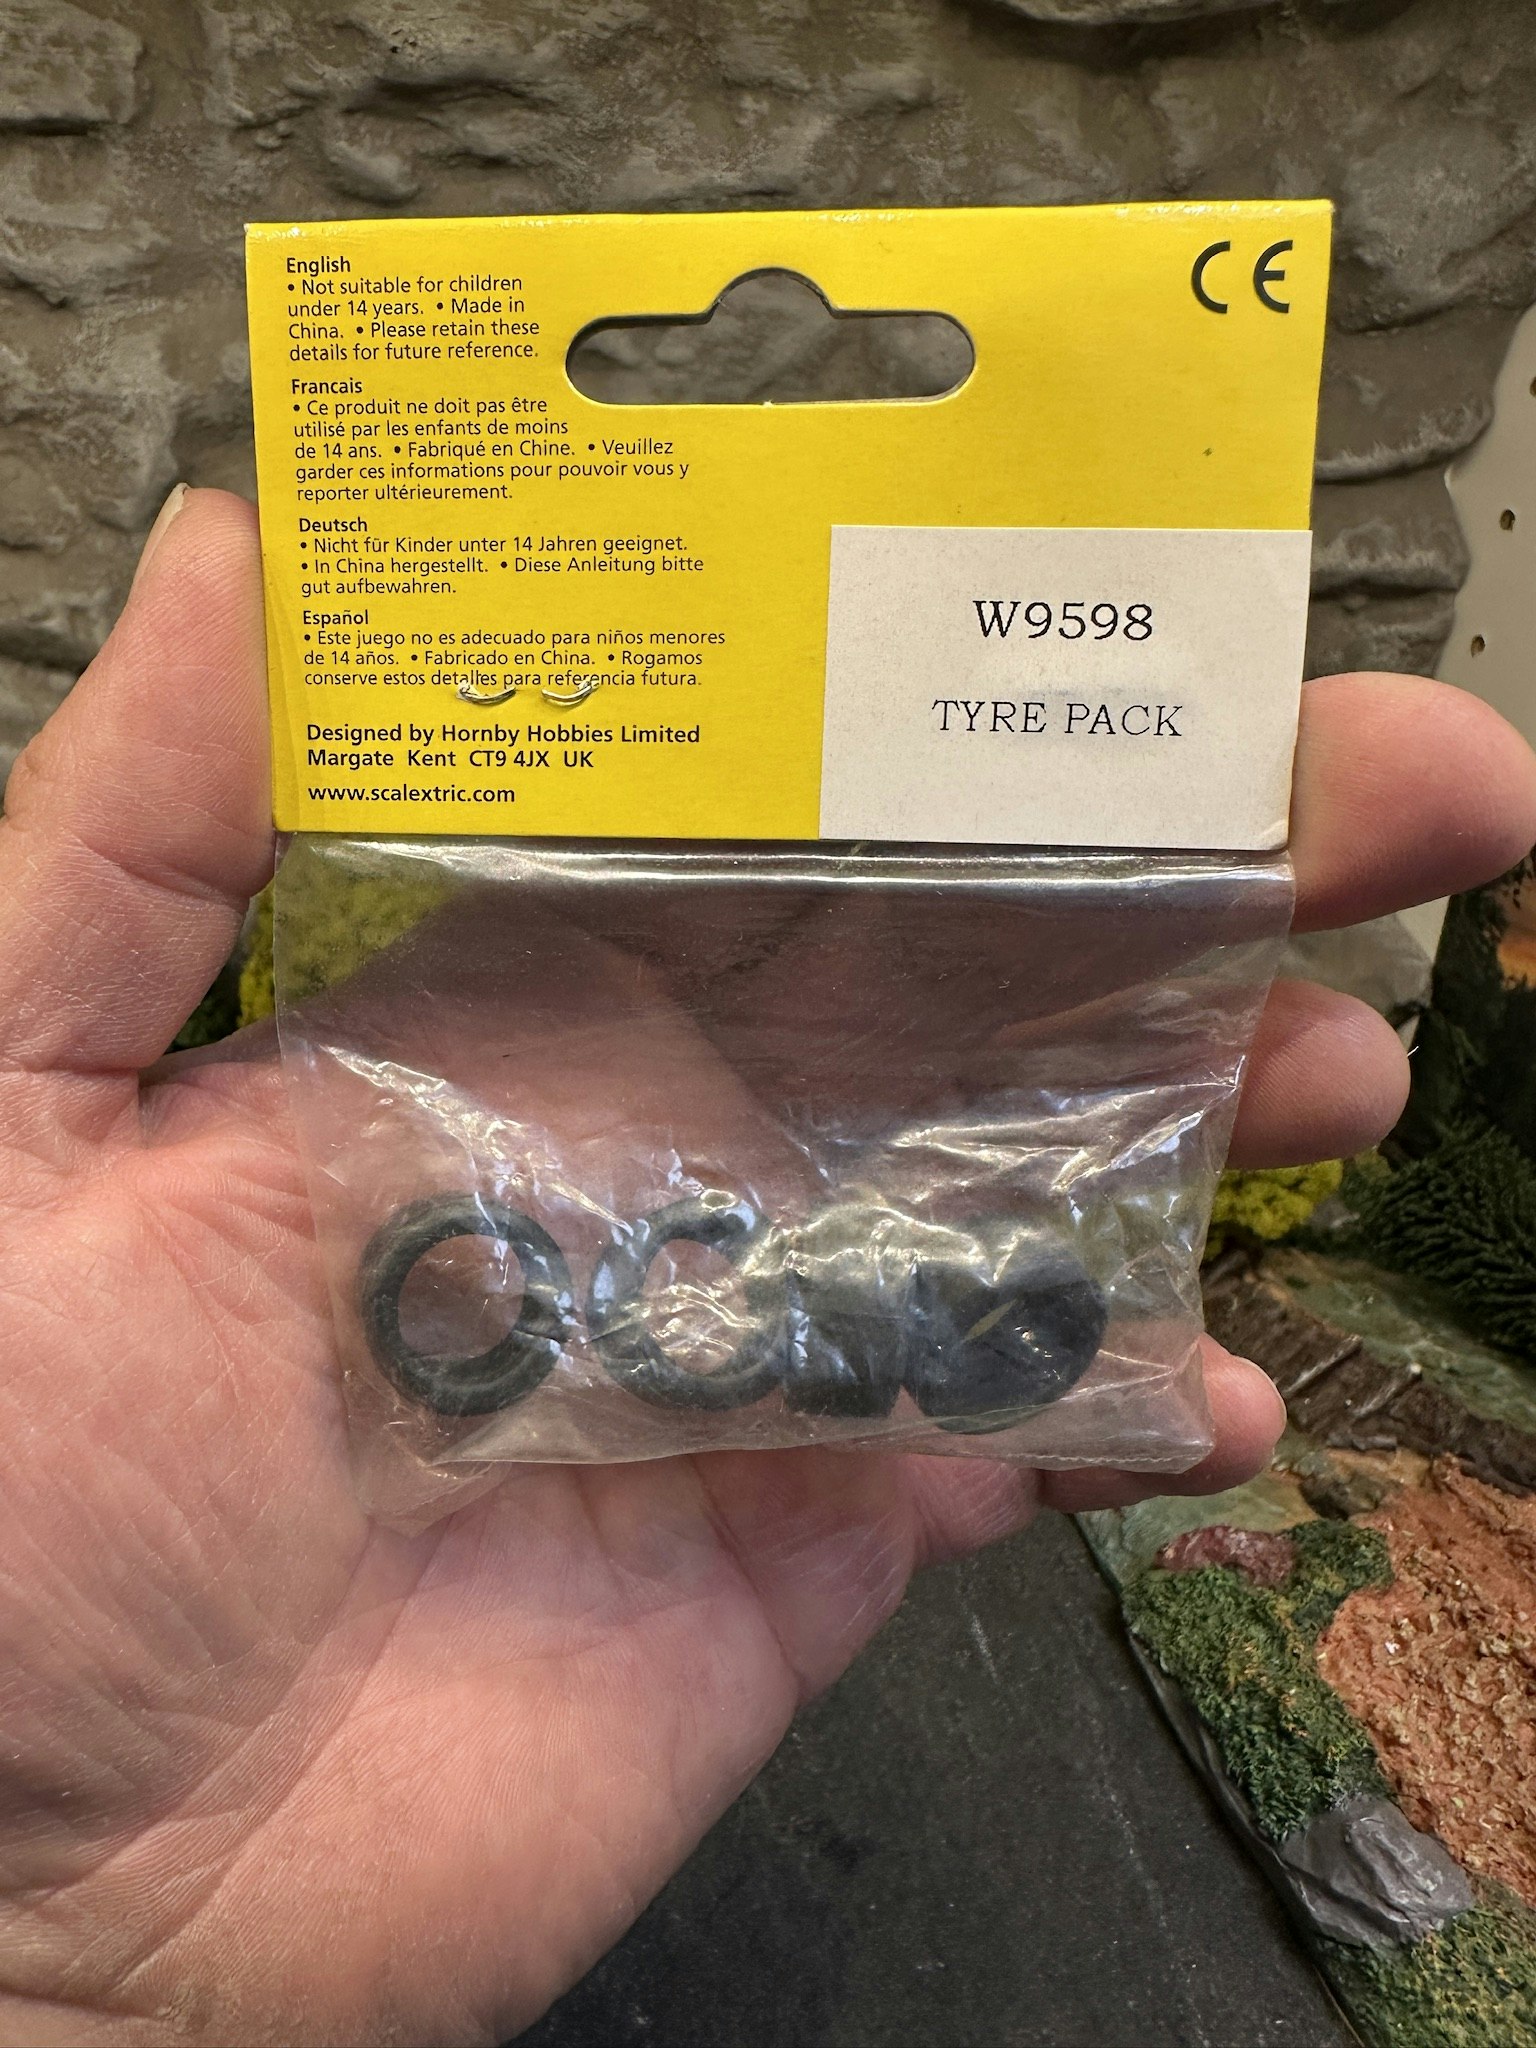 English
• Not suitable for children
under 14 years. • Made in
China. • Please retain these
details for future reference.
Francais
• Ce produit ne doit pas être
utilisé par les enfants de moins
de 14 ans. • Fabriqué en Chine. • Veuillez
garder ces informations pour pouvoir vous y
reporter ultérieurement.
Deutsch
• Nicht für Kinder unter 14 Jahren geeignet.
• In China hergestellt. • Diese Anleitung bitte
gut aufbewahren.
Español
• Este juego no es adecuado para niños menores
de 14 años. • Fabricado en China. • Rogamos
conserve estos detalles para referencia futura.
Designed by Hornby Hobbies Limited
Margate Kent CT9 4JX UK
www.scalextric.com
CE
W9598
TYRE PACK